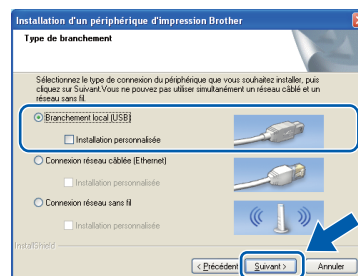 Installation d'un périphérique d'impression Brother
Type de branchement
Sélectionnez le type de connexion du périphérique que vous souhaitez installer, puis
cliquez sur Suivant.Vous ne pouvez pas utiliser simultanément un réseau câblé et un
réseau sans fil.
Branchement local (USB)
Installation personnalisée
Connexion réseau câblée (Ethernet)
Installation personnalisée
Connexion réseau sans fil
Installation personnalisée
InstallShield
< Précédent Suivant > Annuler